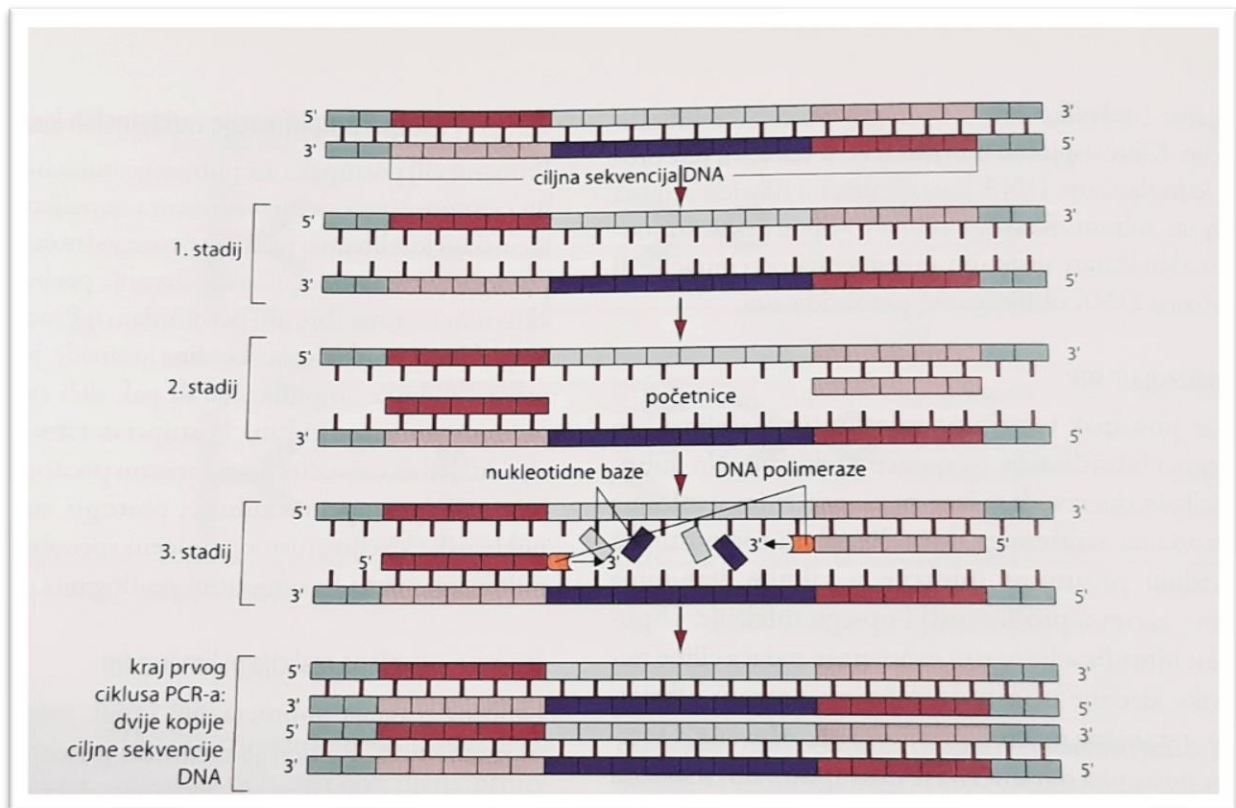 5' 3'
3' 5'
ciljna sekvencija DNA
5' 3'
1. stadij
3' 5'
5' 3'
2. stadij
početnice
3' 5'
nukleotidne baze DNA polimeraze
5' 3'
3. stadij
3' 5'
5' 3'
3' 5'
kraj prvog
ciklusa PCR-a:
dvije kopije
ciljne sekvencije
DNA
5' 3'
3' 5'
5' 3'
3' 5'